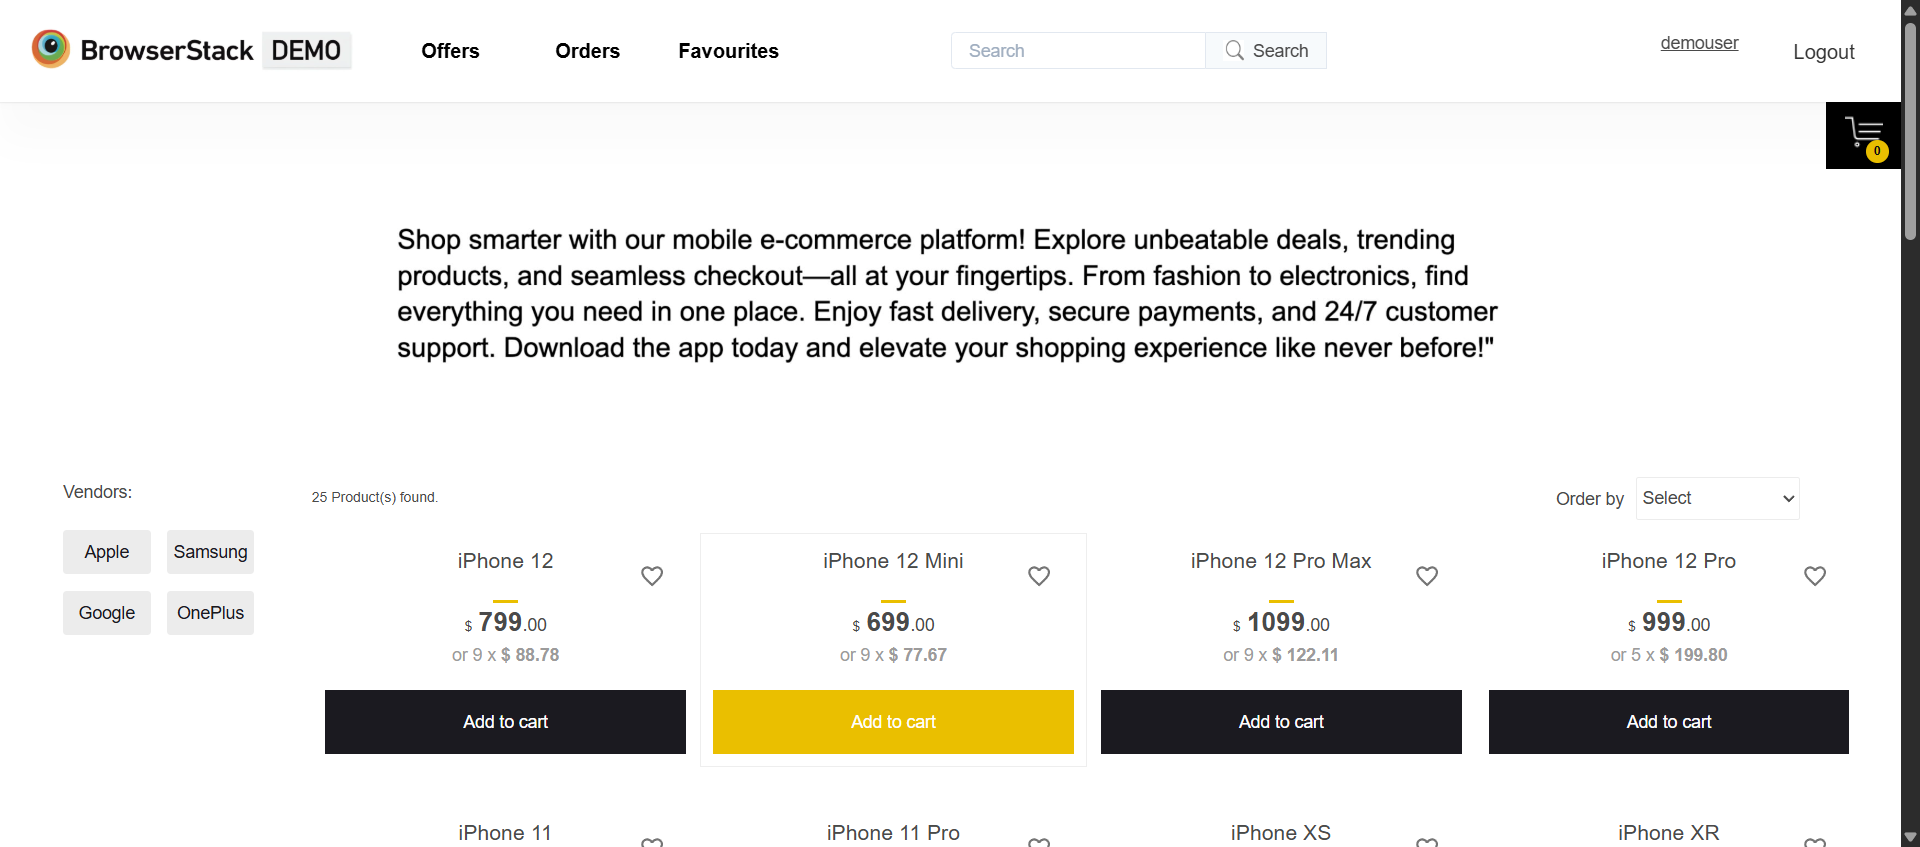 BrowserStack DEMO
Offers
Orders
Favourites
Search
Search
demouser
Logout
0
Shop smarter with our mobile e-commerce platform! Explore unbeatable deals, trending
products, and seamless checkout—all at your fingertips. From fashion to electronics, find
everything you need in one place. Enjoy fast delivery, secure payments, and 24/7 customer
support. Download the app today and elevate your shopping experience like never before!"
Vendors:
Apple
Samsung
Google
OnePlus
25 Product(s) found.
Order by
Select
iPhone 12
$ 799.00
or 9 x $ 88.78
Add to cart
iPhone 12 Mini
$ 699.00
or 9 x $ 77.67
Add to cart
iPhone 12 Pro Max
$ 1099.00
or 9 x $ 122.11
Add to cart
iPhone 12 Pro
$ 999.00
or 5 x $ 199.80
Add to cart
iPhone 11
iPhone 11 Pro
iPhone XS
iPhone XR